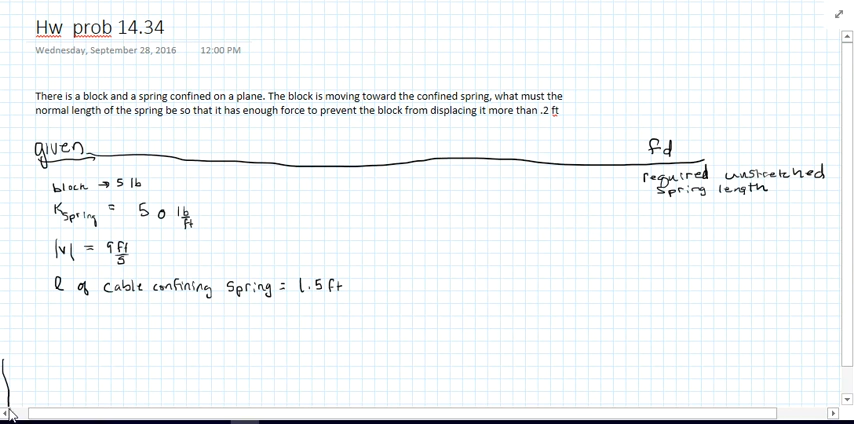 Hw prob 14.34
Wednesday, September 28, 2016 12:00 PM
There is a block and a spring confined on a plane. The block is moving toward the confined spring, what must the
normal length of the spring be so that it has enough force to prevent the block from displacing it more than .2 ft
given
fd
required unstretched
spring length
block → 5 lb
K spring = 50 lb/ft
|v| = 9 ft/s
l of cable confining spring = 1.5 ft